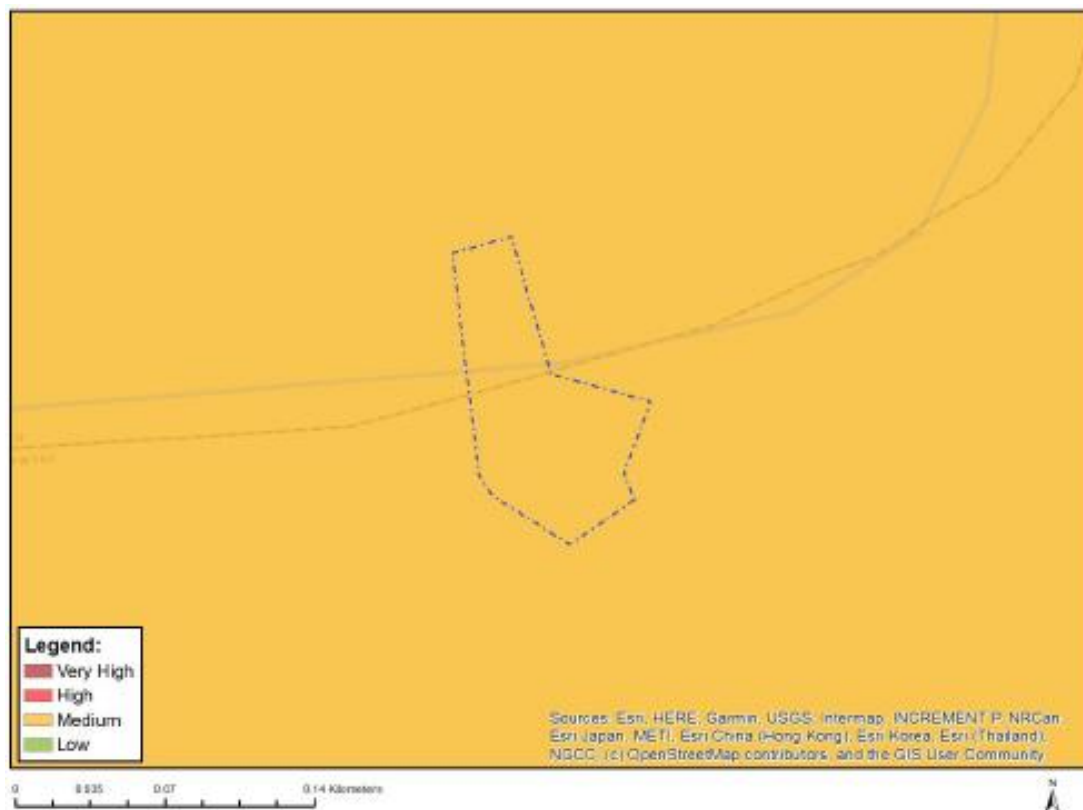 Legend:
Very High
High
Medium
Low
Sources: Esri, HERE, Garmin, USGS, Intermap, INCREMENT P, NRCan,
Esri Japan, METI, Esri China (Hong Kong), Esri Korea, Esri (Thailand),
NGCC, (c) OpenStreetMap contributors, and the GIS User Community
0 0.035 0.07 0.14 Kilometers
N